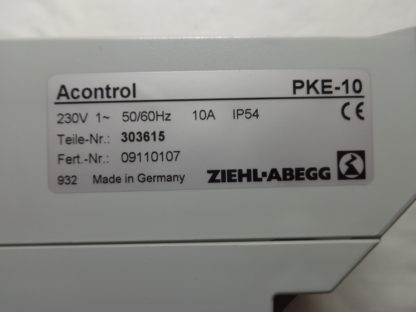 Acontrol PKE-10
230V 1~ 50/60Hz 10A IP54 CE
Teile-Nr.: 303615
Fert.-Nr.: 09110107
932 Made in Germany ZIEHL-ABEGG